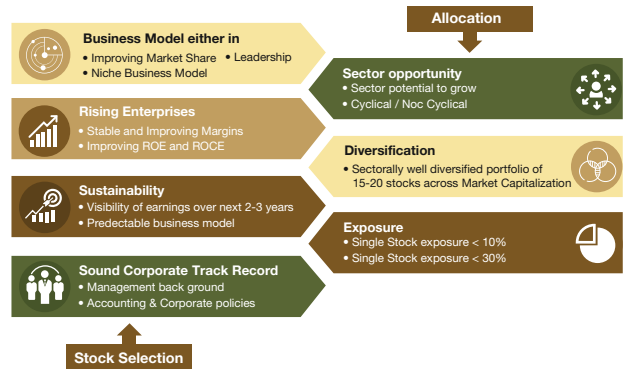 Allocation
Business Model either in
• Improving Market Share • Leadership
• Niche Business Model
Sector opportunity
• Sector potential to grow
• Cyclical / Noc Cyclical
Rising Enterprises
• Stable and Improving Margins
• Improving ROE and ROCE
Diversification
• Sectorally well diversified portfolio of
15-20 stocks across Market Capitalization
Sustainability
• Visibility of earnings over next 2-3 years
• Predectable business model
Exposure
• Single Stock exposure < 10%
• Single Stock exposure < 30%
Sound Corporate Track Record
• Management back ground
• Accounting & Corporate policies
Stock Selection